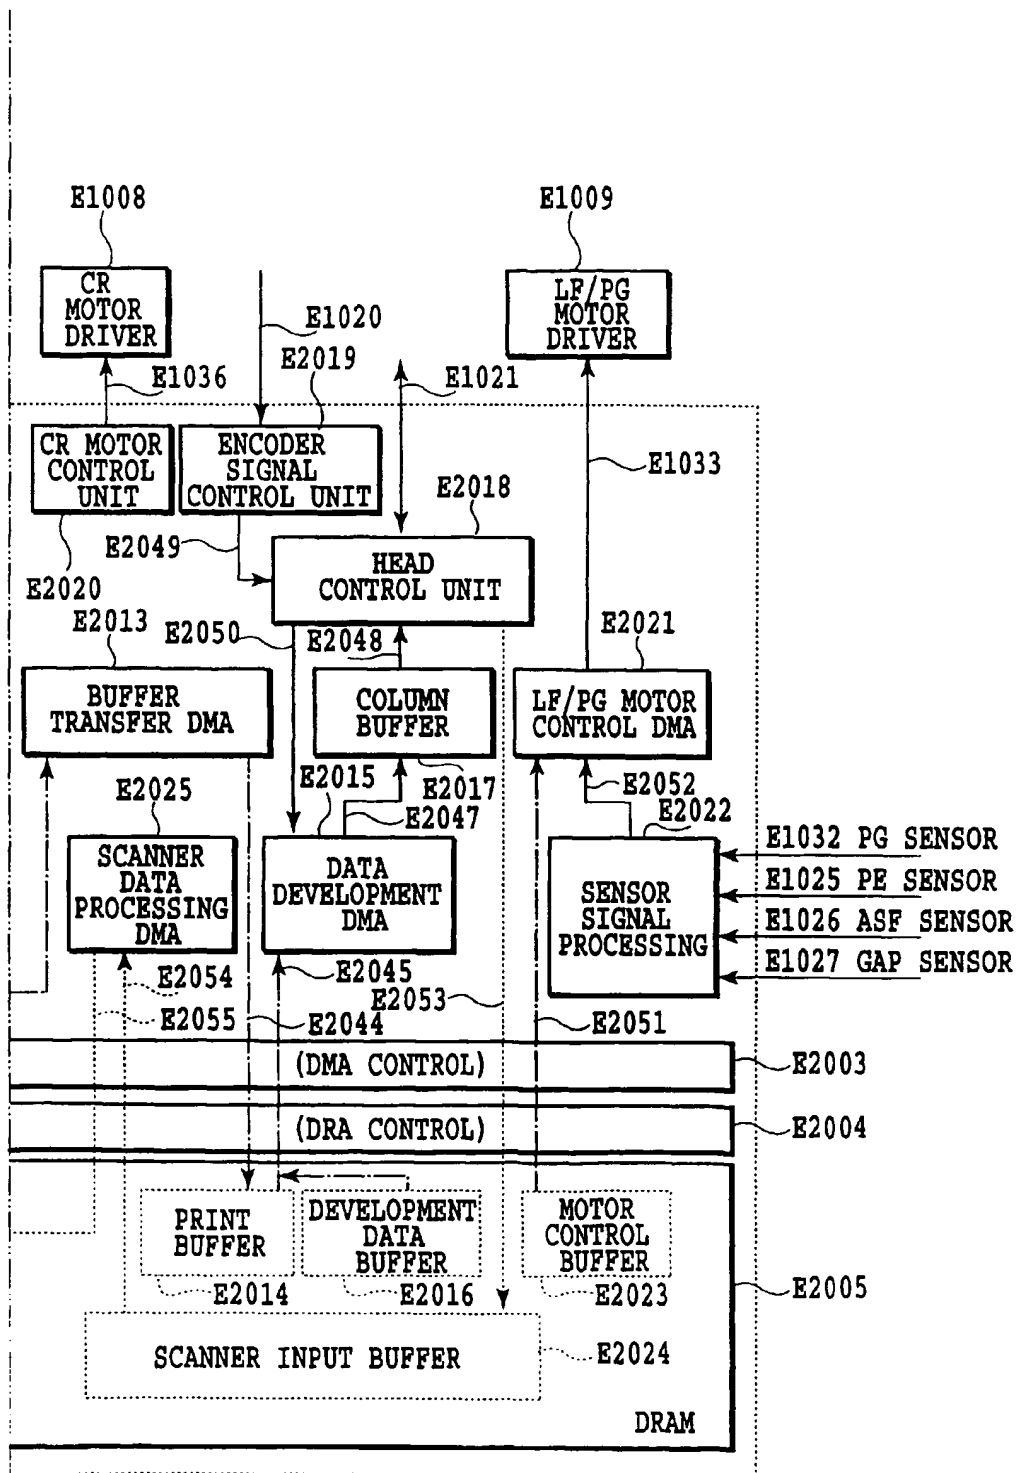 E1008
E1009
CR
MOTOR
DRIVER
LF/PG
MOTOR
DRIVER
E1020
E2019
E1036
E1021
CR MOTOR
CONTROL
UNIT
ENCODER
SIGNAL
CONTROL UNIT
E1033
E2018
E2049
HEAD
CONTROL UNIT
E2020
E2013
E2050
E2048
E2021
BUFFER
TRANSFER DMA
COLUMN
BUFFER
LF/PG MOTOR
CONTROL DMA
E2025
E2015
E2017
E2047
E2052
E2022
SCANNER
DATA
PROCESSING
DMA
DATA
DEVELOPMENT
DMA
SENSOR
SIGNAL
PROCESSING
E1032 PG SENSOR
E1025 PE SENSOR
E1026 ASF SENSOR
E1027 GAP SENSOR
E2054
E2045
E2053
E2055
E2044
E2051
(DMA CONTROL)
E2003
(DRA CONTROL)
E2004
PRINT
BUFFER
DEVELOPMENT
DATA
BUFFER
MOTOR
CONTROL
BUFFER
E2014
E2016
E2023
E2005
SCANNER INPUT BUFFER
E2024
DRAM